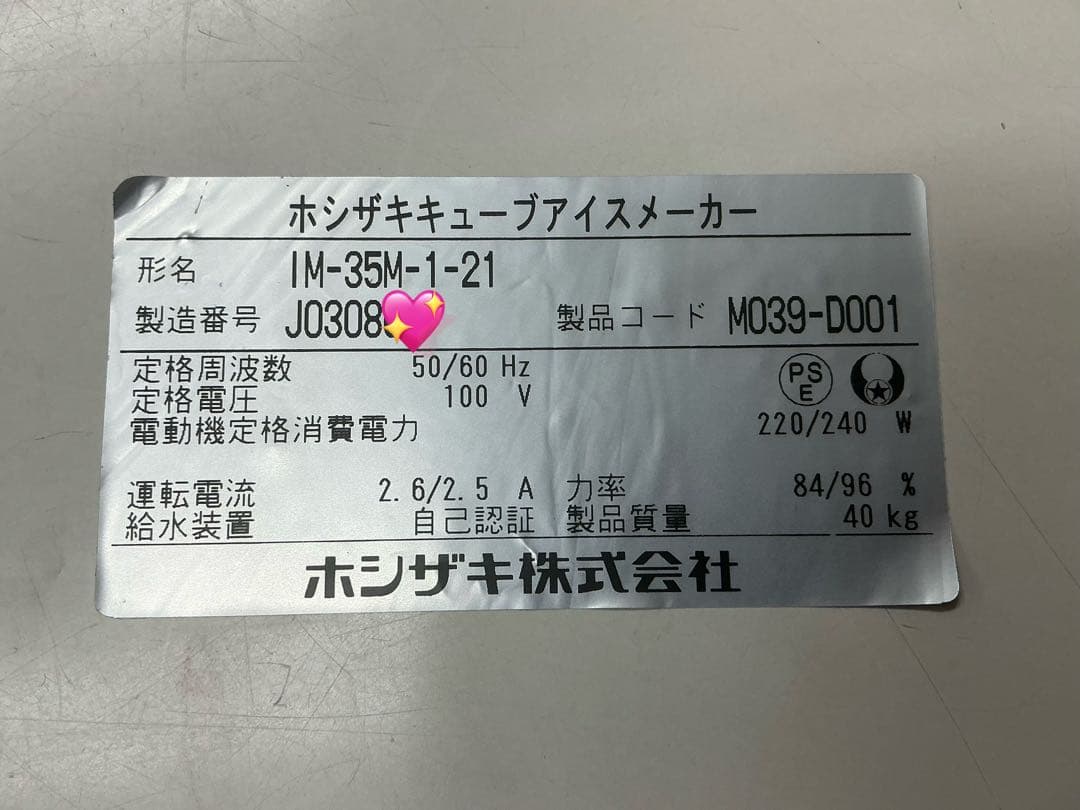 ホシザキキューブアイスメーカー
形名 IM-35M-1-21
製造番号 J0308 製品コード M039-D001
定格周波数 50/60 Hz
定格電圧 100 V
PS E
電動機定格消費電力 220/240 W
運転電流 2.6/2.5 A 力率 84/96 %
給水装置 自己認証 製品質量 40 kg
ホシザキ株式会社